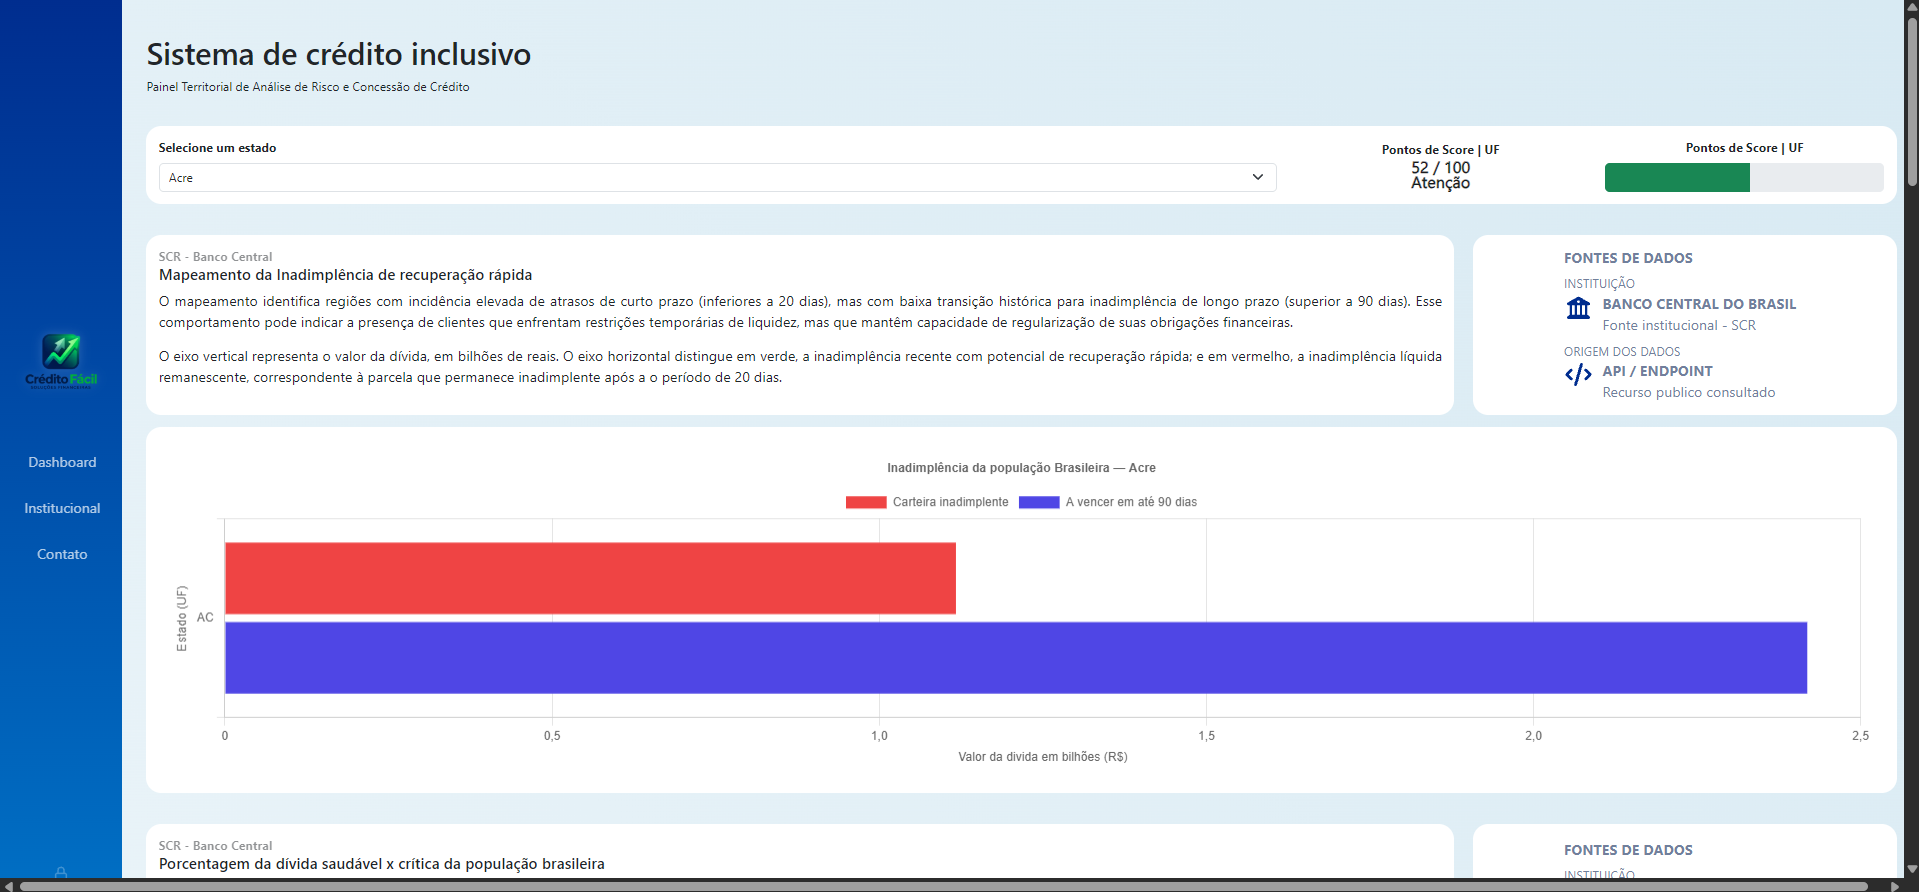 Crédito Fácil
Dashboard
Institucional
Contato
Sistema de crédito inclusivo
Painel Territorial de Análise de Risco e Concessão de Crédito
Selecione um estado
Acre
Pontos de Score | UF
52 / 100
Atenção
Pontos de Score | UF
SCR - Banco Central
Mapeamento da Inadimplência de recuperação rápida
O mapeamento identifica regiões com incidência elevada de atrasos de curto prazo (inferiores a 20 dias), mas com baixa transição histórica para inadimplência de longo prazo (superior a 90 dias). Esse
comportamento pode indicar a presença de clientes que enfrentam restrições temporárias de liquidez, mas que mantêm capacidade de regularização de suas obrigações financeiras.
O eixo vertical representa o valor da dívida, em bilhões de reais. O eixo horizontal distingue em verde, a inadimplência recente com potencial de recuperação rápida; e em vermelho, a inadimplência líquida
remanescente, correspondente à parcela que permanece inadimplente após a o período de 20 dias.
FONTES DE DADOS
INSTITUIÇÃO
BANCO CENTRAL DO BRASIL
Fonte institucional - SCR
ORIGEM DOS DADOS
API / ENDPOINT
Recurso publico consultado
Inadimplência da população Brasileira — Acre
Carteira inadimplente
A vencer em até 90 dias
Estado (UF)
AC
0 0,5 1,0 1,5 2,0 2,5
Valor da divida em bilhões (R$)
SCR - Banco Central
Porcentagem da dívida saudável x crítica da população brasileira
FONTES DE DADOS
INSTITUIÇÃO